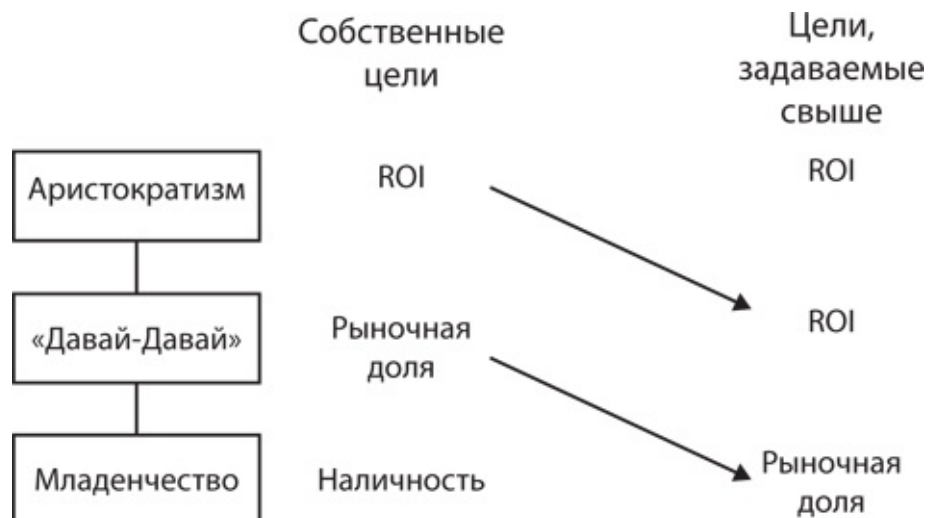 Собственные
цели
Цели,
задаваемые
свыше
Аристократизм
ROI
ROI
«Давай-Давай»
Рыночная
доля
ROI
Младенчество
Наличность
Рыночная
доля